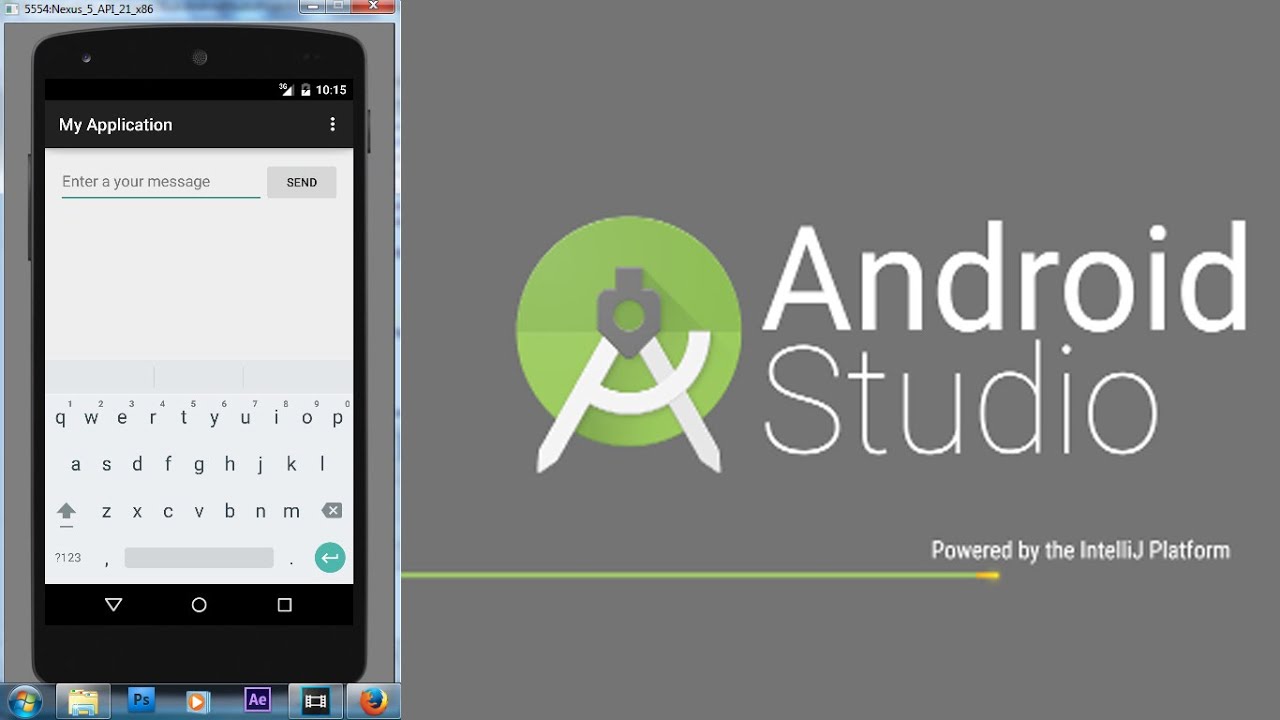 5554:Nexus_5_API_21_x86
3G 10:15
My Application
Enter a your message SEND
1 2 3 4 5 6 7 8 9 0
q w e r t y u i o p
a s d f g h j k l
z x c v b n m
?123 , .
Ps Ae
Android
Studio
Powered by the IntelliJ Platform